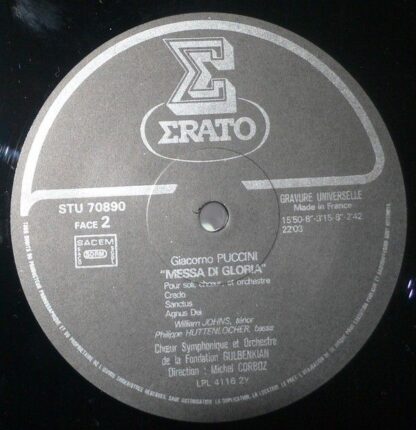 ΣRATO
STU 70890
FACE 2
SACEM
GRAVURE UNIVERSELLE
Made in France
15'50-8"-3'15-8"-2'42
22'03
Giacomo PUCCINI
"MESSA DI GLORIA"
Pour soli, chœur, et orchestre
Credo
Sanctus
Agnus Dei
William JOHNS, ténor
Philippe HUTTENLOCHER, basse
Chœur Symphonique et Orchestre
de la Fondation GULBENKIAN
Direction : Michel CORBOZ
LPL 4116 2Y